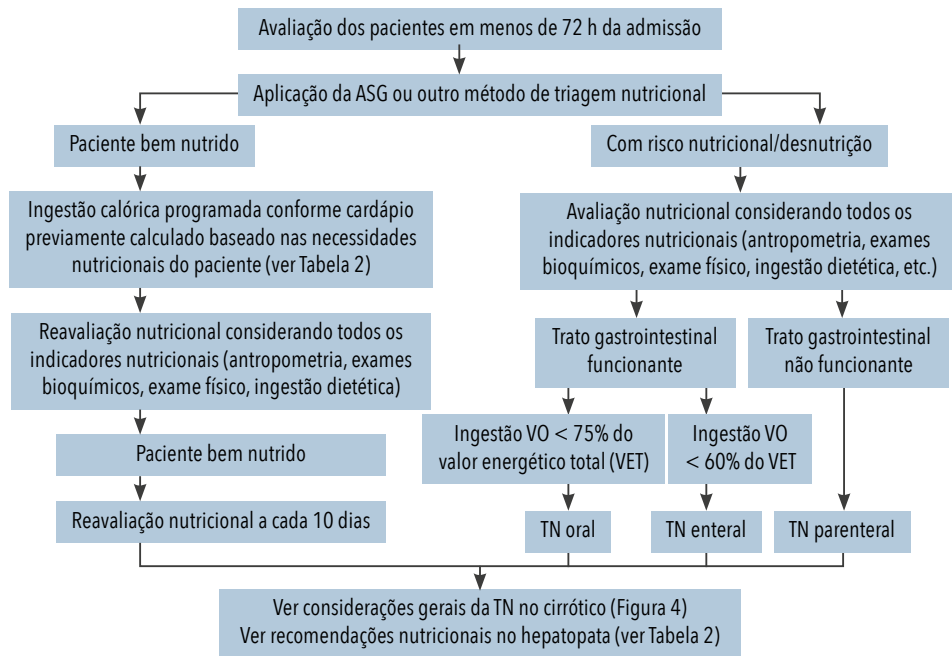 Avaliação dos pacientes em menos de 72 h da admissão
Aplicação da ASG ou outro método de triagem nutricional
Paciente bem nutrido
Ingestão calórica programada conforme cardápio
previamente calculado baseado nas necessidades
nutricionais do paciente (ver Tabela 2)
Reavaliação nutricional considerando todos os
indicadores nutricionais (antropometria, exames
bioquímicos, exame físico, ingestão dietética)
Paciente bem nutrido
Reavaliação nutricional a cada 10 dias
Com risco nutricional/desnutrição
Avaliação nutricional considerando todos os
indicadores nutricionais (antropometria, exames
bioquímicos, exame físico, ingestão dietética, etc.)
Trato gastrointestinal
funcionante
Trato gastrointestinal
não funcionante
Ingestão VO < 75% do
valor energético total (VET)
Ingestão VO
< 60% do VET
TN oral
TN enteral
TN parenteral
Ver considerações gerais da TN no cirrótico (Figura 4)
Ver recomendações nutricionais no hepatopata (ver Tabela 2)